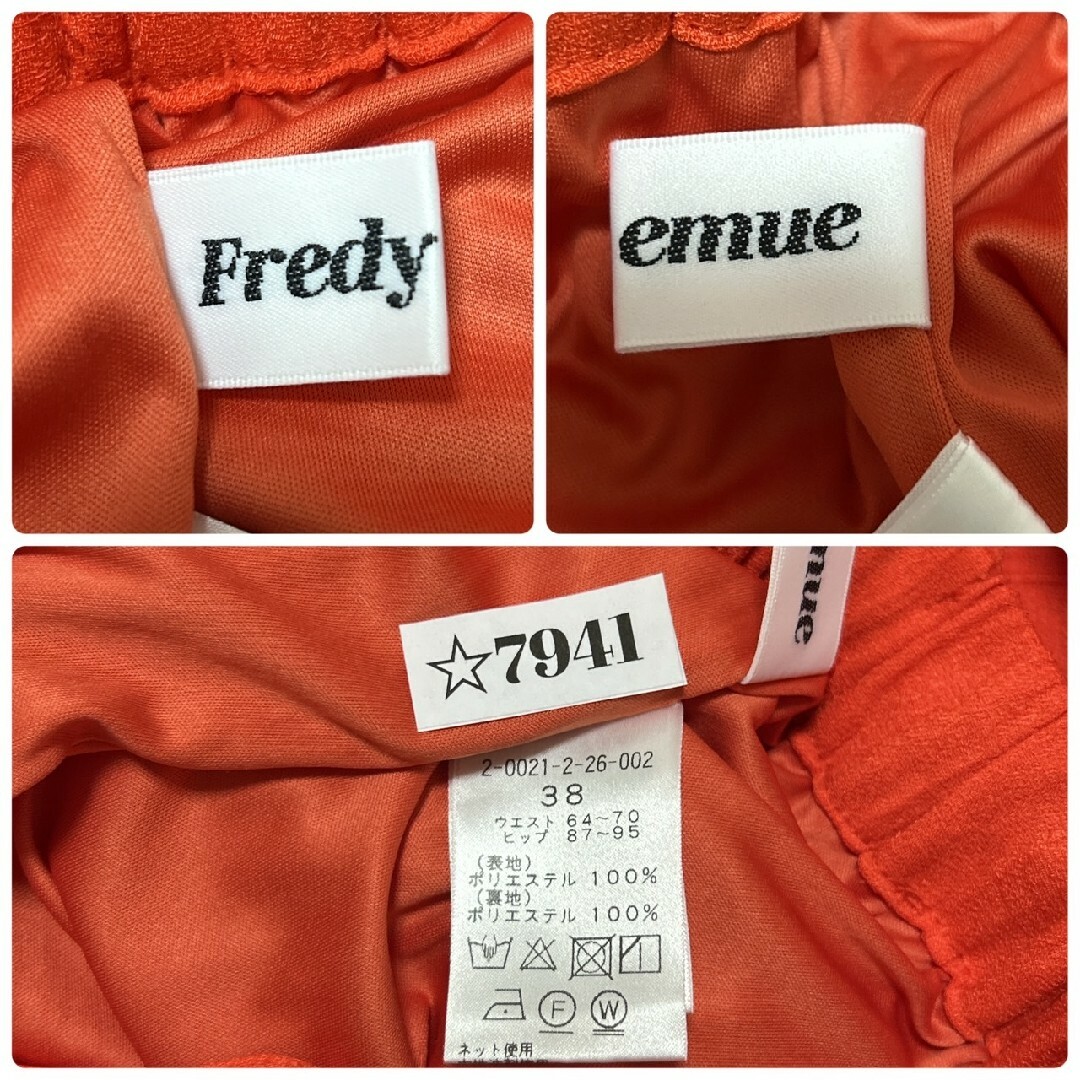 Fredy
emue
mue
☆7941
2-0021-2-26-002
38
ウエスト 64~70
ヒップ 87~95
(表地)
ポリエステル 100%
(裏地)
ポリエステル 100%
F W
ネット使用